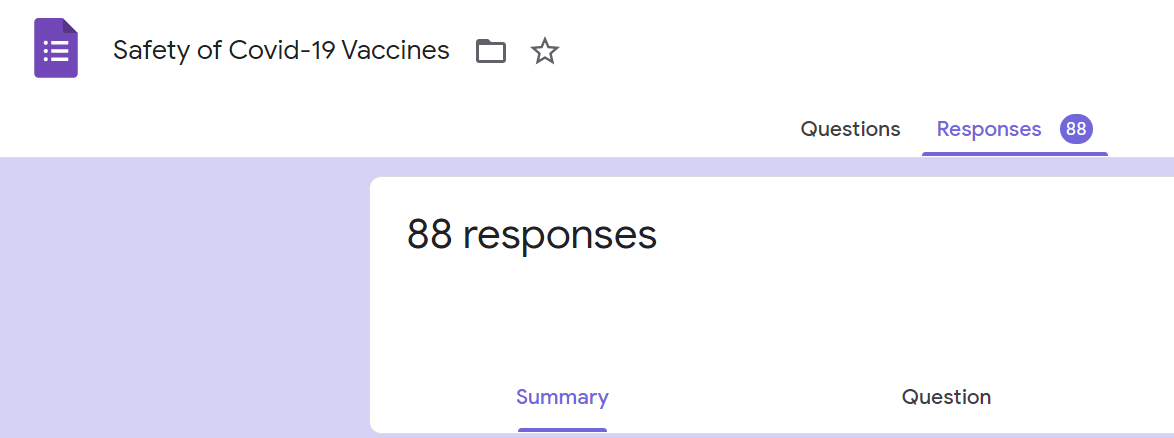 Safety of Covid-19 Vaccines
Questions Responses 88
88 responses
Summary Question